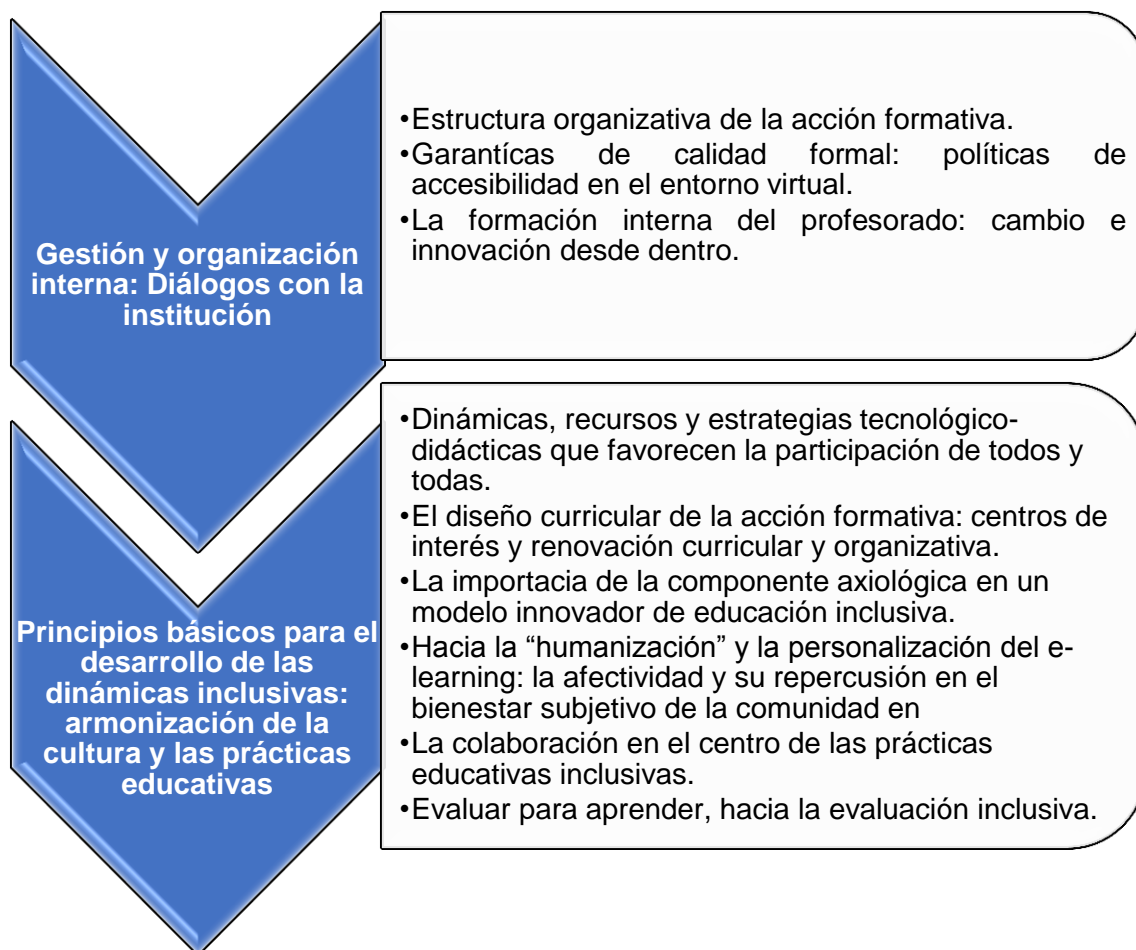 Gestión y organización
interna: Diálogos con la
institución
•Estructura organizativa de la acción formativa.
•Garantícas de calidad formal: políticas de
accesibilidad en el entorno virtual.
•La formación interna del profesorado: cambio e
innovación desde dentro.
Principios básicos para el
desarrollo de las
dinámicas inclusivas:
armonización de la
cultura y las prácticas
educativas
•Dinámicas, recursos y estrategias tecnológico-
didácticas que favorecen la participación de todos y
todas.
•El diseño curricular de la acción formativa: centros de
interés y renovación curricular y organizativa.
•La importacia de la componente axiológica en un
modelo innovador de educación inclusiva.
•Hacia la “humanización” y la personalización del e-
learning: la afectividad y su repercusión en el
bienestar subjetivo de la comunidad en
•La colaboración en el centro de las prácticas
educativas inclusivas.
•Evaluar para aprender, hacia la evaluación inclusiva.